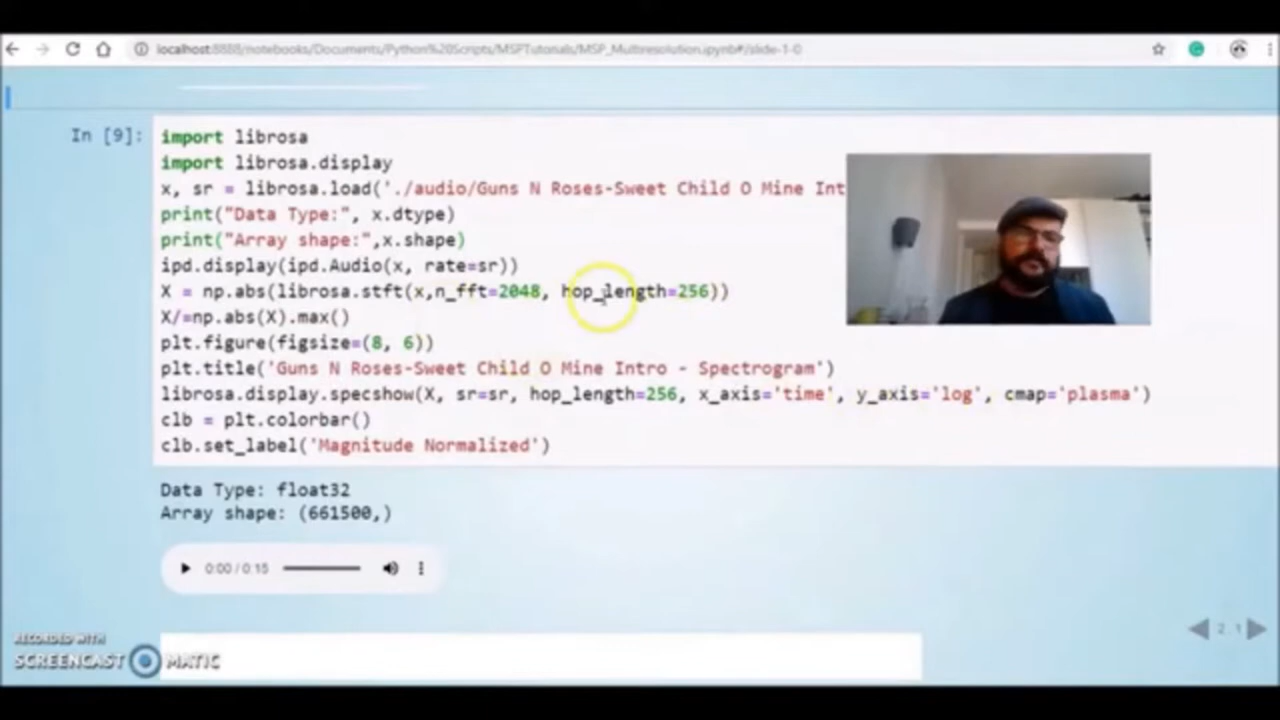 localhost:8888/notebooks/Documents/Python%20Scripts/MSPTutorials/MSP_Multiresolution.ipynb#/slide-1-0
In [9]:
import librosa
import librosa.display
x, sr = librosa.load('./audio/Guns N Roses-Sweet Child O Mine Int
print("Data Type:", x.dtype)
print("Array shape:",x.shape)
ipd.display(ipd.Audio(x, rate=sr))
X = np.abs(librosa.stft(x,n_fft=2048, hop_length=256))
X/=np.abs(X).max()
plt.figure(figsize=(8, 6))
plt.title('Guns N Roses-Sweet Child O Mine Intro - Spectrogram')
librosa.display.specshow(X, sr=sr, hop_length=256, x_axis='time', y_axis='log', cmap='plasma')
clb = plt.colorbar()
clb.set_label('Magnitude Normalized')
Data Type: float32
Array shape: (661500,)
0:00 / 0:15
2.1
RECORDED WITH
SCREENCAST MATIC